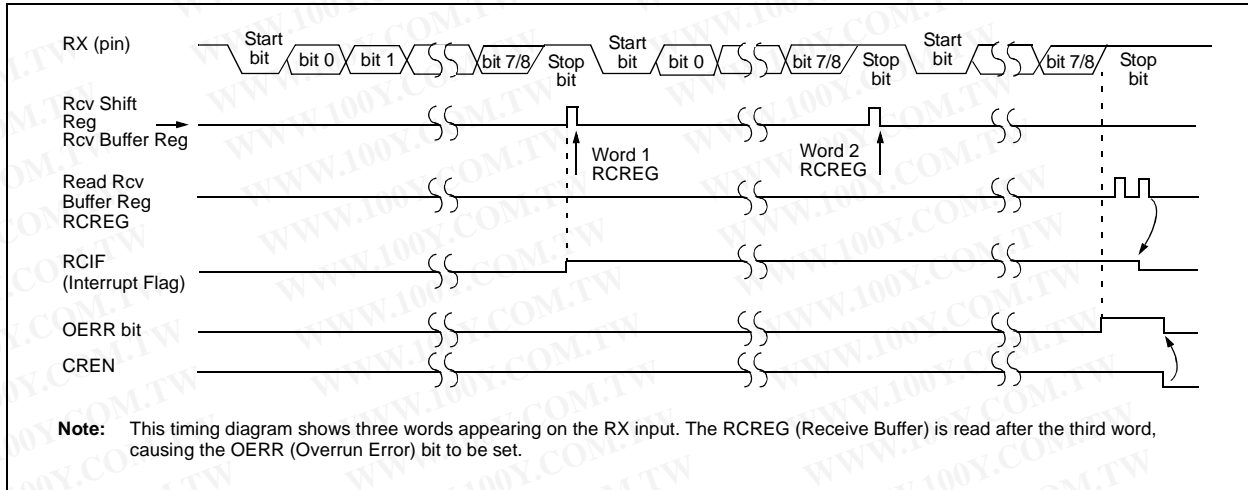 RX (pin)
Start bit
bit 0
bit 1
bit 7/8
Stop bit
Start bit
bit 0
bit 7/8
Stop bit
Start bit
bit 7/8
Stop bit
Rcv Shift
Reg
Rcv Buffer Reg
Word 1
RCREG
Word 2
RCREG
Read Rcv
Buffer Reg
RCREG
RCIF
(Interrupt Flag)
OERR bit
CREN
Note: This timing diagram shows three words appearing on the RX input. The RCREG (Receive Buffer) is read after the third word,
causing the OERR (Overrun Error) bit to be set.
WWW.100Y.COM.TW